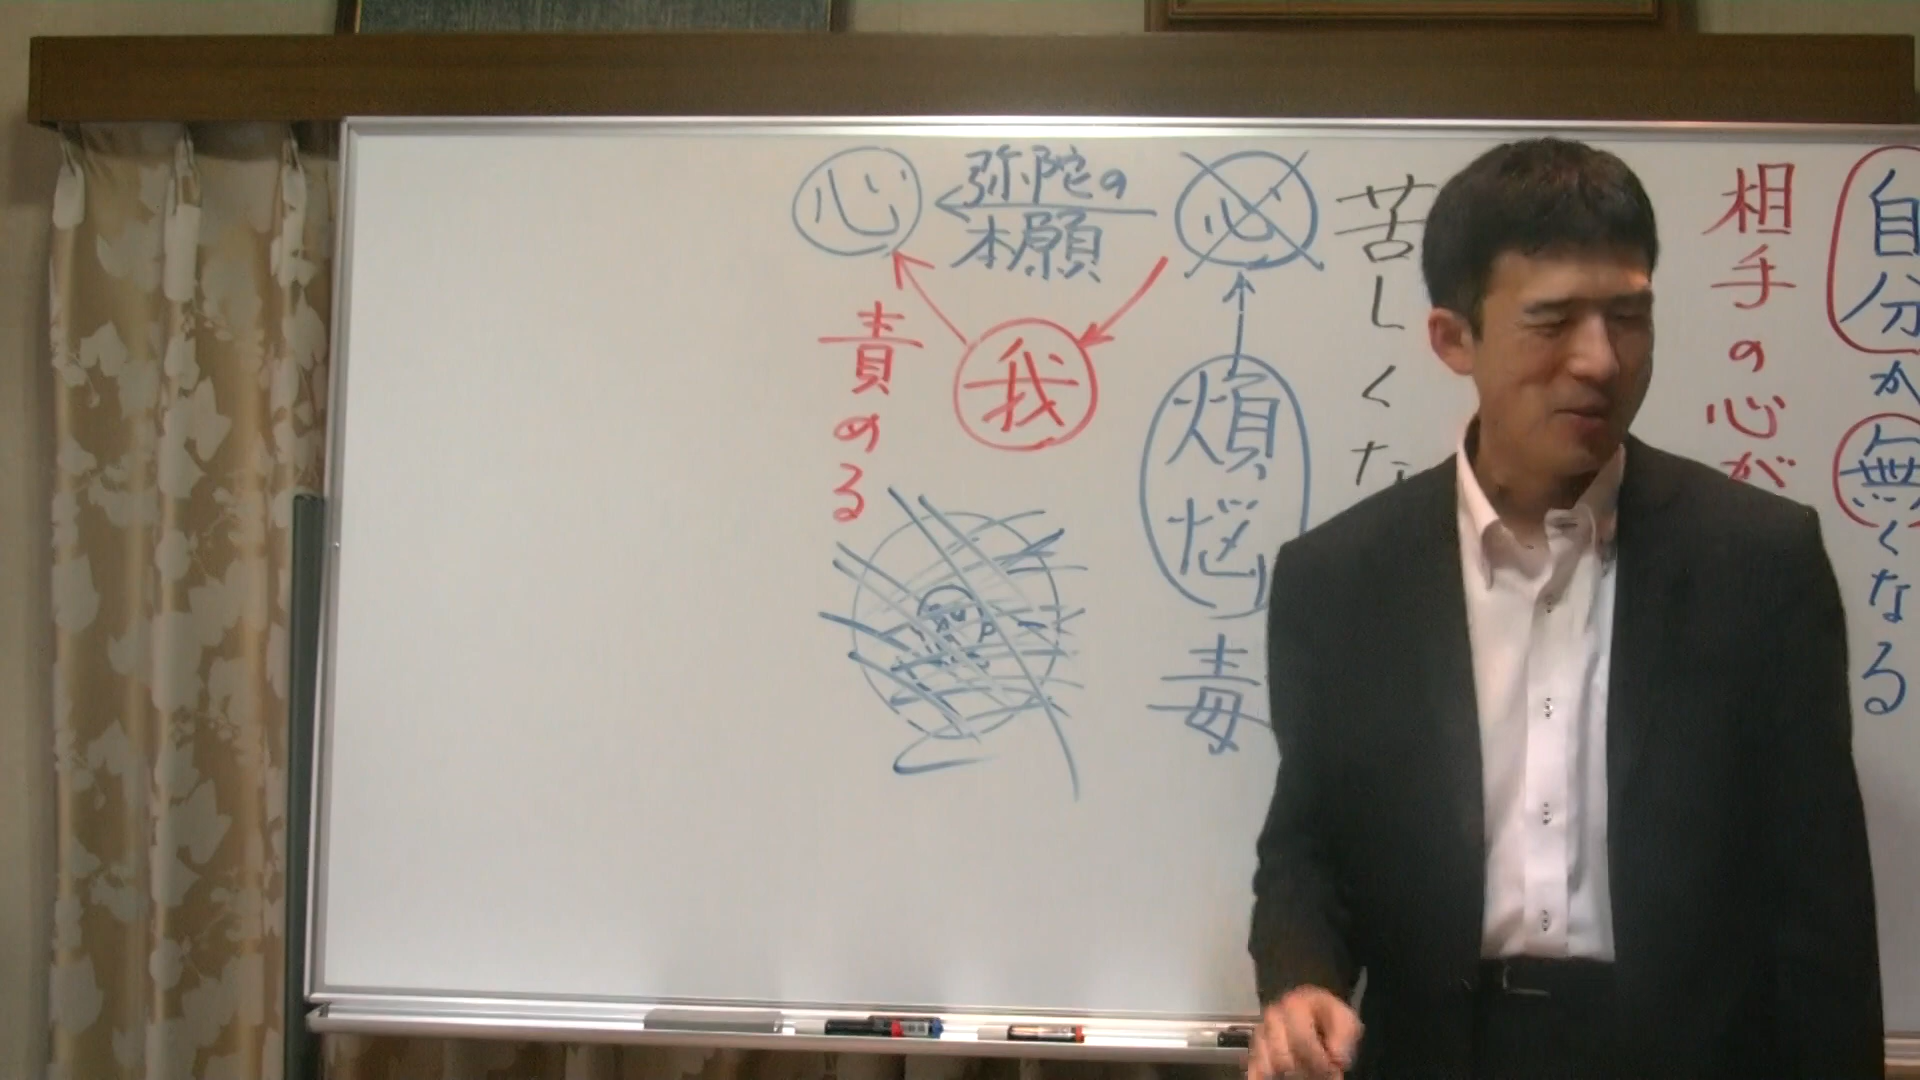 自分が無くなる
相手の心が
苦しくな
心
煩悩
毒
弥陀の
本願
我
心
責める